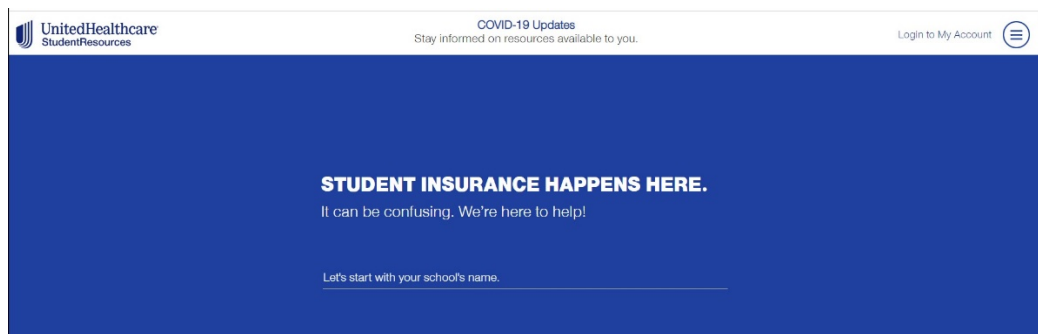 UnitedHealthcare®
StudentResources
COVID-19 Updates
Stay informed on resources available to you.
Login to My Account
STUDENT INSURANCE HAPPENS HERE.
It can be confusing. We're here to help!
Let's start with your school's name.